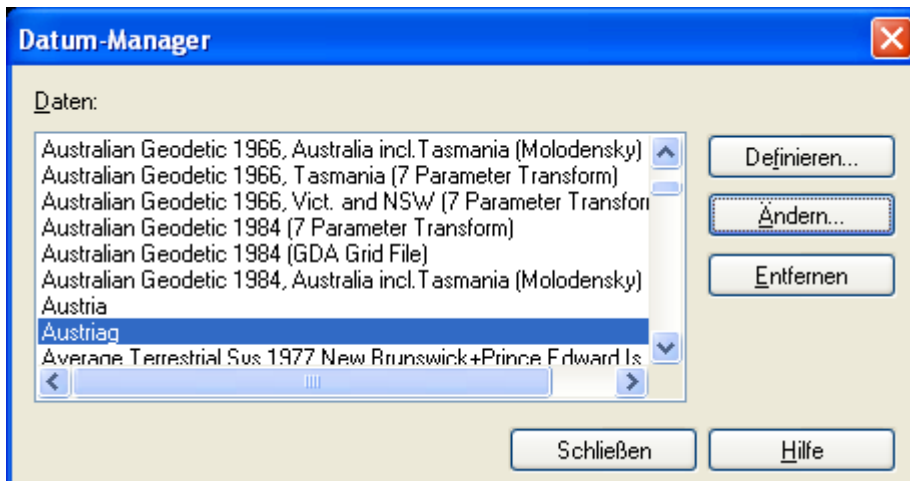 Datum-Manager
Daten:
Australian Geodetic 1966, Australia incl.Tasmania (Molodensky)
Australian Geodetic 1966, Tasmania (7 Parameter Transform)
Australian Geodetic 1966, Vict. and NSW (7 Parameter Transforr
Australian Geodetic 1984 (7 Parameter Transform)
Australian Geodetic 1984 (GDA Grid File)
Australian Geodetic 1984, Australia incl.Tasmania (Molodensky)
Austria
Austriag
Average Terrestrial Sys 1977 New Brunswick+Prince Edward Is
Definieren...
Ändern...
Entfernen
Schließen
Hilfe